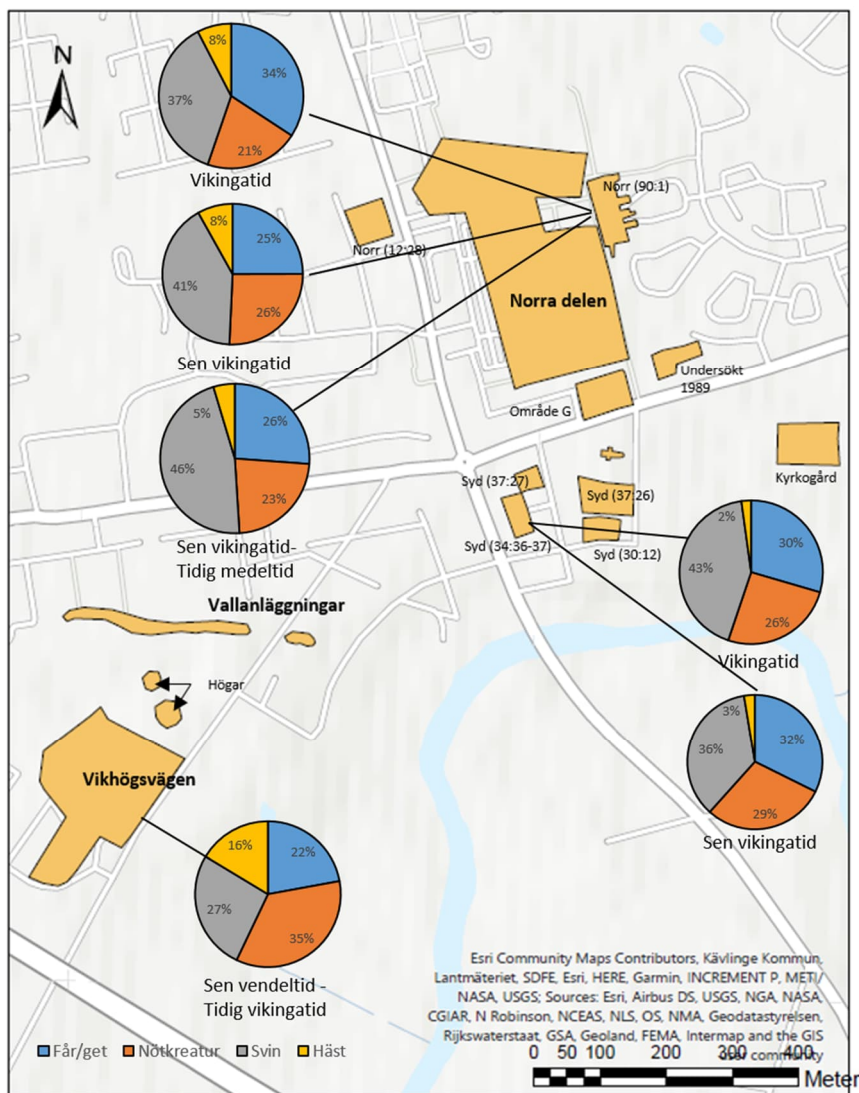 N
8%
34%
37%
21%
Vikingatid
Norr (90:1)
8%
25%
41%
26%
Sen vikingatid
Norr (12:28)
Norra delen
Undersökt
1989
Område G
5%
26%
46%
23%
Sen vikingatid-
Tidig medeltid
Kyrkogård
Syd (37:27)
Syd (37:26)
Syd (34:36-37)
Syd (30:12)
2%
30%
43%
26%
Vikingatid
Vallanläggningar
Högar
3%
32%
36%
29%
Sen vikingatid
Vikhögsvägen
16%
22%
27%
35%
Sen vendeltid -
Tidig vikingatid
Esri Community Maps Contributors, Kävlinge Kommun,
Lantmäteriet, SDFE, Esri, HERE, Garmin, INCREMENT P, METI/
NASA, USGS; Sources: Esri, Airbus DS, USGS, NGA, NASA,
CGIAR, N Robinson, NCEAS, NLS, OS, NMA, Geodatastyrelsen,
Rijkswaterstaat, GSA, Geoland, FEMA, Intermap and the GIS
user community
Får/get Nötkreatur Svin Häst
0 50 100 200 300 400
Meter